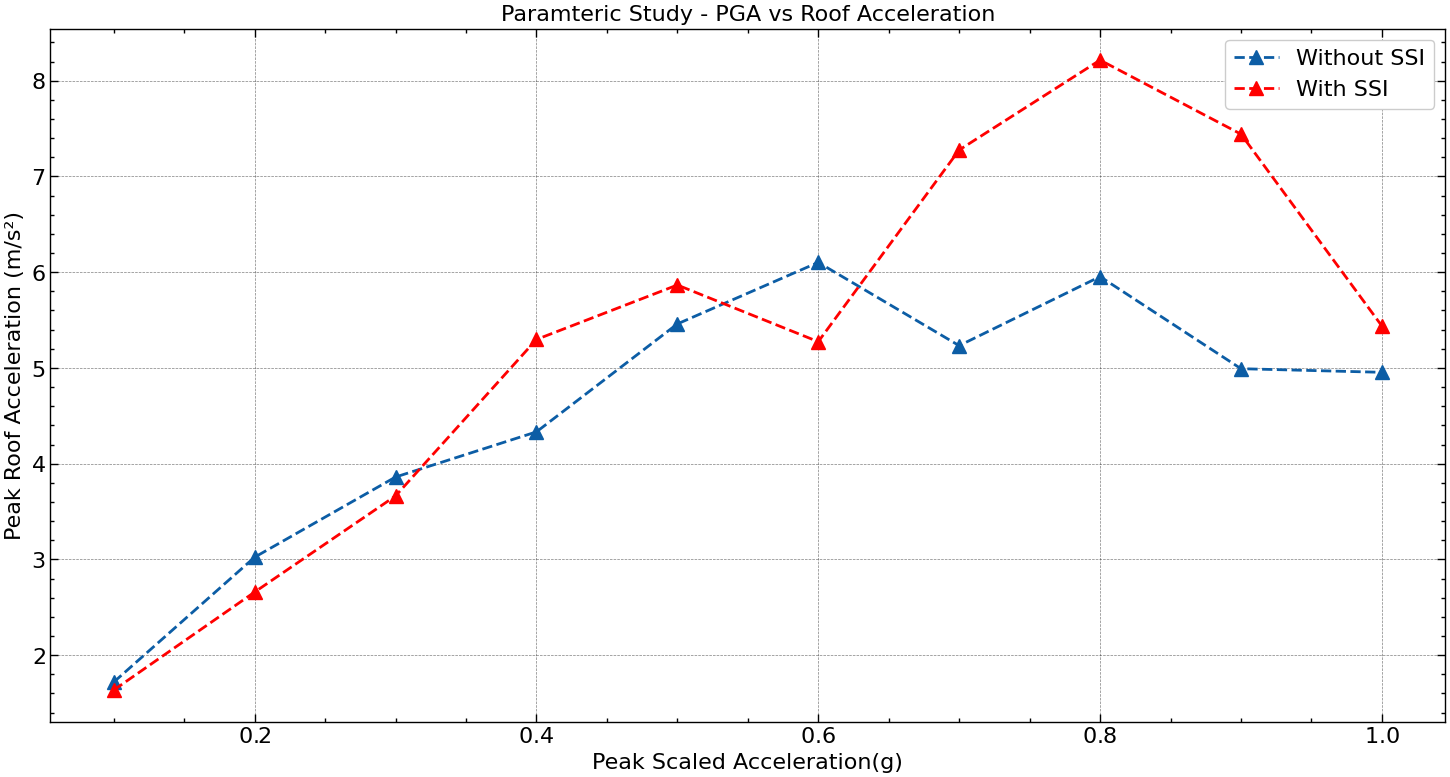 Paramteric Study - PGA vs Roof Acceleration
Without SSI
With SSI
Peak Roof Acceleration (m/s²)
8
7
6
5
4
3
2
0.2
0.4
0.6
0.8
1.0
Peak Scaled Acceleration(g)